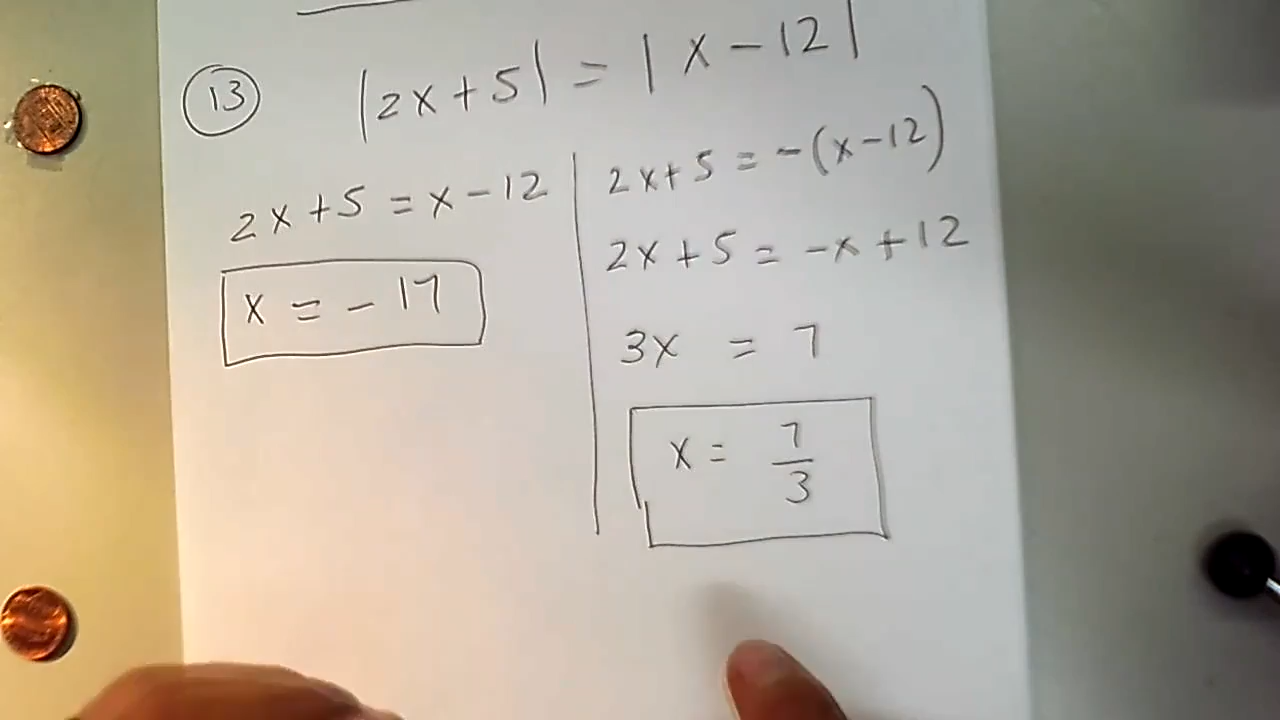 13 |2x+5| = |x-12|
2x+5 = x-12
x = -17
2x+5 = -(x-12)
2x+5 = -x+12
3x = 7
x = 7/3